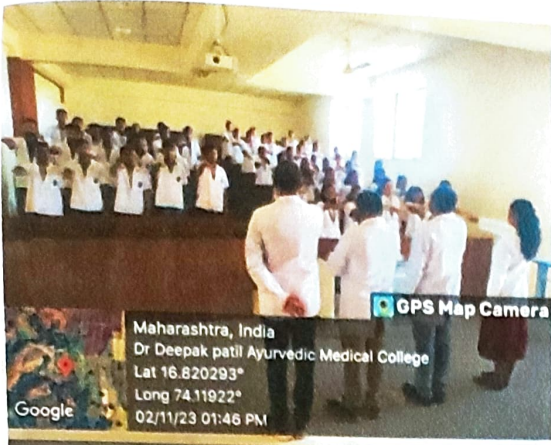 GPS Map Camera
Maharashtra, India
Dr Deepak patil Ayurvedic Medical College
Lat 16.820293°
Long 74.11922°
02/11/23 01:46 PM
Google